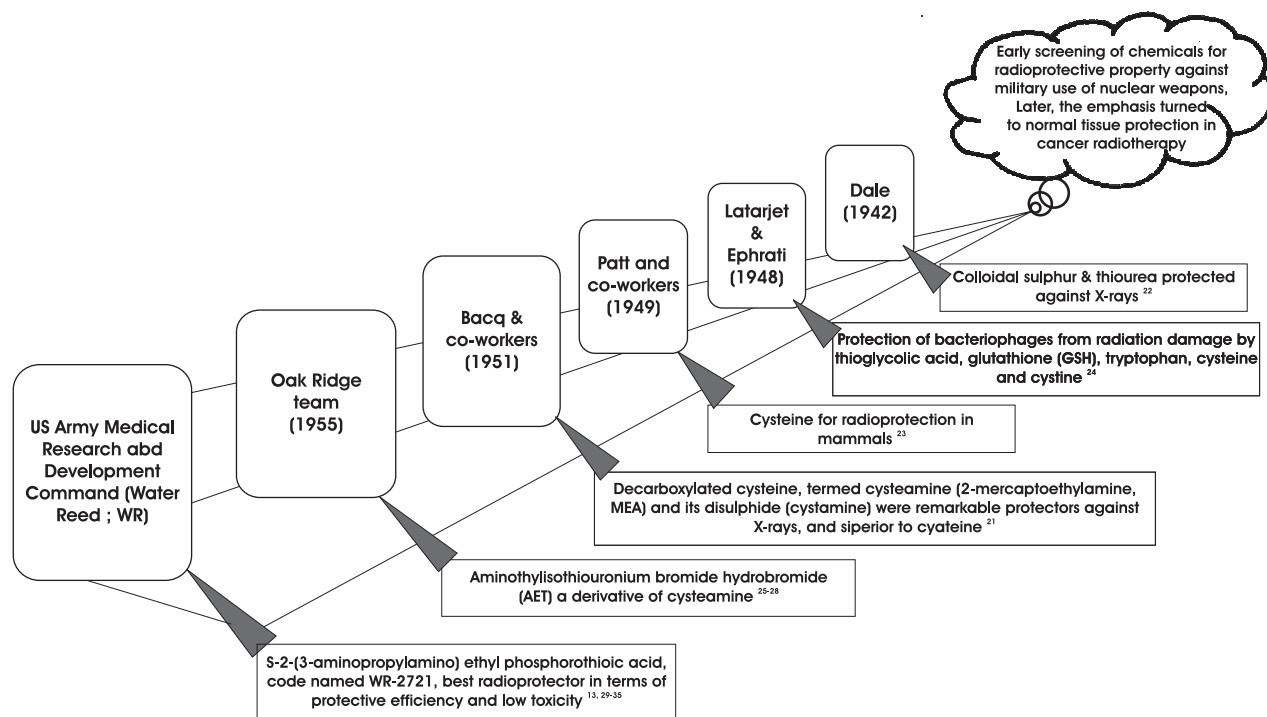 Early screening of chemicals for
radioprotective property against
military use of nuclear weapons,
Later, the emphasis turned
to normal tissue protection in
cancer radiotherapy
Dale
(1942)
Colloidal sulphur & thiourea protected
against X-rays 22
Latarjet
&
Ephrati
(1948)
Protection of bacteriophages from radiation damage by
thioglycolic acid, glutathione (GSH), tryptophan, cysteine
and cystine 24
Patt and
co-workers
(1949)
Cysteine for radioprotection in
mammals 23
Bacq &
co-workers
(1951)
Decarboxylated cysteine, termed cysteamine (2-mercaptoethylamine,
MEA) and its disulphide (cystamine) were remarkable protectors against
X-rays, and siperior to cyateine 21
Oak Ridge
team
(1955)
Aminothylisothiouronium bromide hydrobromide
(AET) a derivative of cysteamine 25-28
US Army Medical
Research abd
Development
Command (Water
Reed ; WR)
S-2-(3-aminopropylamino) ethyl phosphorothioic acid,
code named WR-2721, best radioprotector in terms of
protective efficiency and low toxicity 13, 29-35